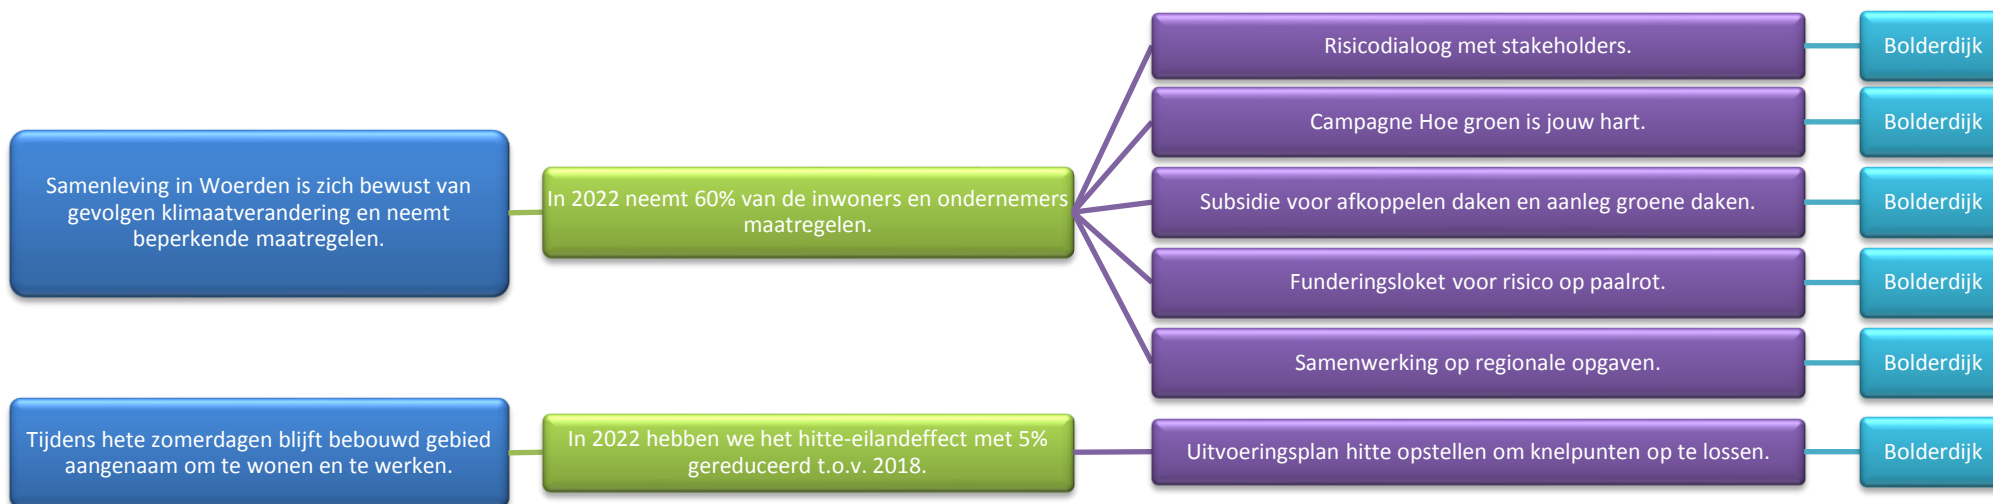 Samenleving in Woerden is zich bewust van
gevolgen klimaatverandering en neemt
beperkende maatregelen.
In 2022 neemt 60% van de inwoners en ondernemers
maatregelen.
Risicodialoog met stakeholders.
Bolderdijk
Campagne Hoe groen is jouw hart.
Bolderdijk
Subsidie voor afkoppelen daken en aanleg groene daken.
Bolderdijk
Funderingsloket voor risico op paalrot.
Bolderdijk
Samenwerking op regionale opgaven.
Bolderdijk
Tijdens hete zomerdagen blijft bebouwd gebied
aangenaam om te wonen en te werken.
In 2022 hebben we het hitte-eilandeffect met 5%
gereduceerd t.o.v. 2018.
Uitvoeringsplan hitte opstellen om knelpunten op te lossen.
Bolderdijk